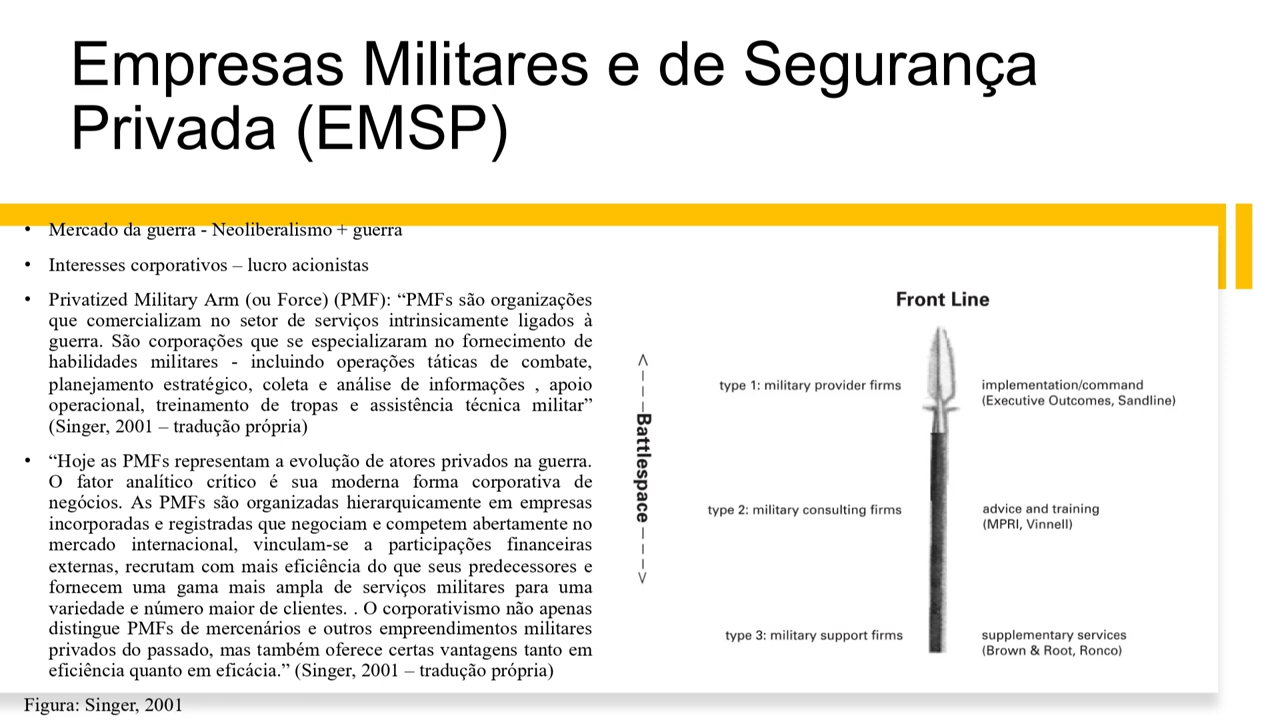 Empresas Militares e de Segurança
Privada (EMSP)
• Mercado da guerra - Neoliberalismo + guerra
• Interesses corporativos – lucro acionistas
• Privatized Military Arm (ou Force) (PMF): “PMFs são organizações
que comercializam no setor de serviços intrinsicamente ligados à
guerra. São corporações que se especializaram no fornecimento de
habilidades militares - incluindo operações táticas de combate,
planejamento estratégico, coleta e análise de informações , apoio
operacional, treinamento de tropas e assistência técnica militar”
(Singer, 2001 – tradução própria)
• “Hoje as PMFs representam a evolução de atores privados na guerra.
O fator analítico crítico é sua moderna forma corporativa de
negócios. As PMFs são organizadas hierarquicamente em empresas
incorporadas e registradas que negociam e competem abertamente no
mercado internacional, vinculam-se a participações financeiras
externas, recrutam com mais eficiência do que seus predecessores e
fornecem uma gama mais ampla de serviços militares para uma
variedade e número maior de clientes. . O corporativismo não apenas
distingue PMFs de mercenários e outros empreendimentos militares
privados do passado, mas também oferece certas vantagens tanto em
eficiência quanto em eficácia.” (Singer, 2001 – tradução própria)
Figura: Singer, 2001
Front Line
Battlespace
type 1: military provider firms
implementation/command
(Executive Outcomes, Sandline)
type 2: military consulting firms
advice and training
(MPRI, Vinnell)
type 3: military support firms
supplementary services
(Brown & Root, Ronco)